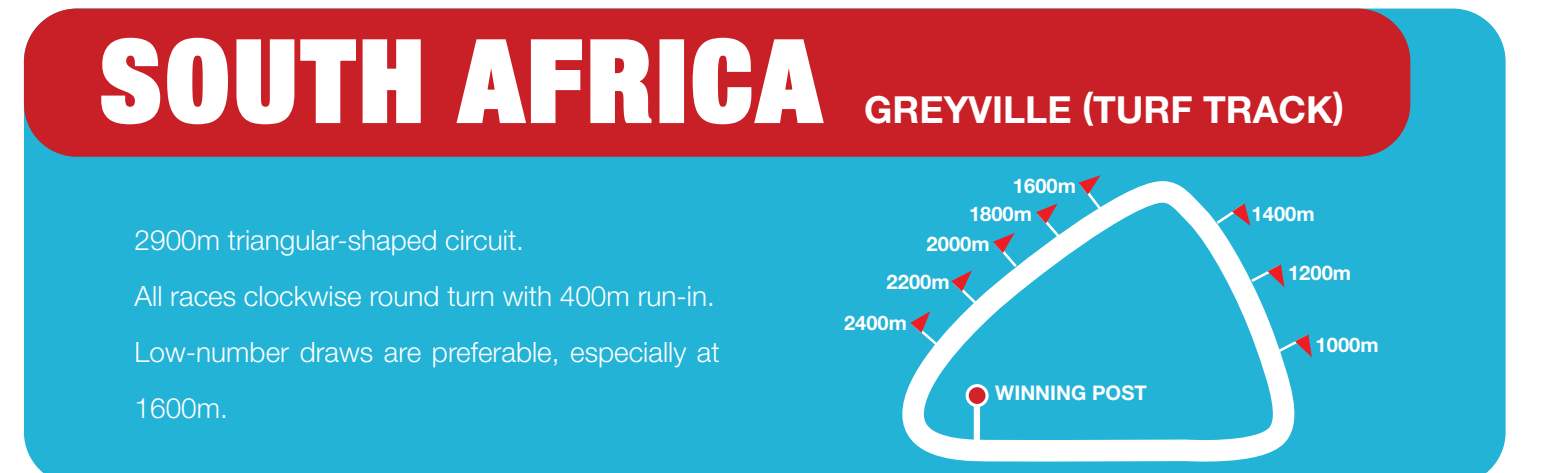 SOUTH AFRICA GREYVILLE (TURF TRACK)
2900m triangular-shaped circuit.
All races clockwise round turn with 400m run-in.
Low-number draws are preferable, especially at
1600m.
1600m
1800m
2000m
2200m
2400m
1400m
1200m
1000m
WINNING POST